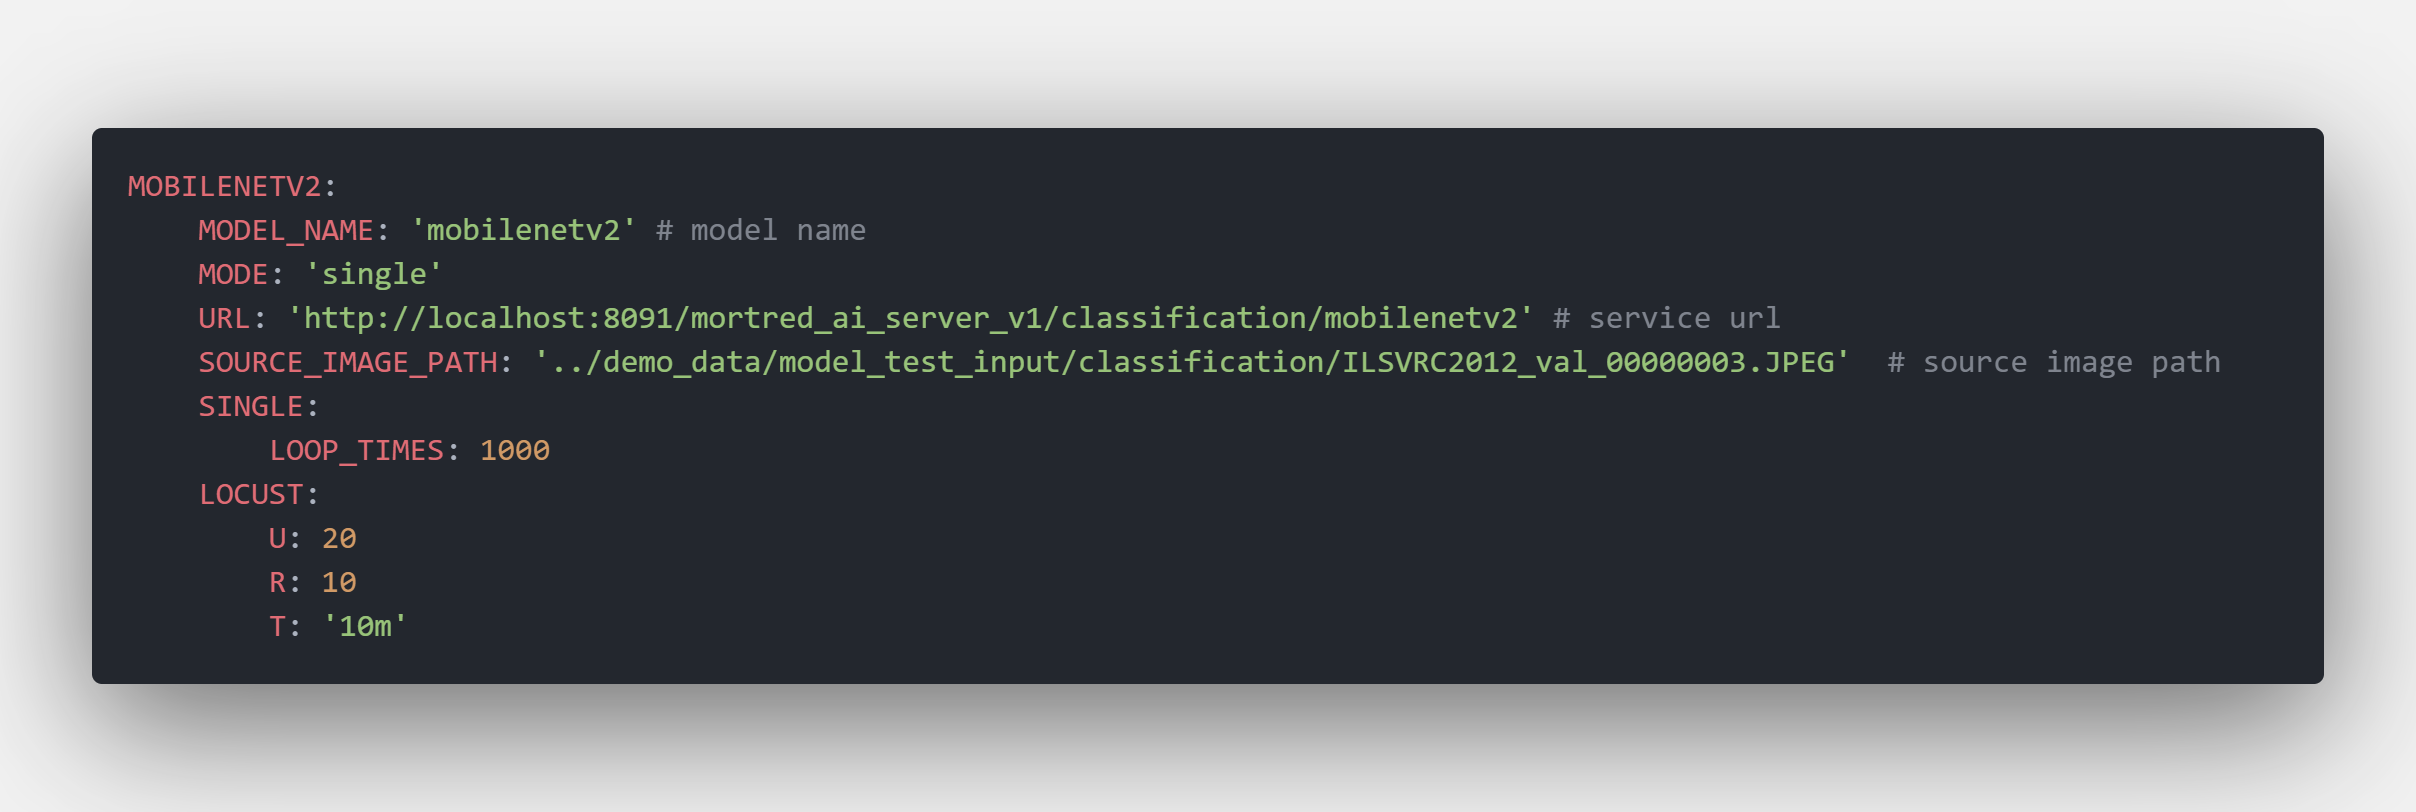 MOBILENETV2:
    MODEL_NAME: 'mobilenetv2' # model name
    MODE: 'single'
    URL: 'http://localhost:8091/mortred_ai_server_v1/classification/mobilenetv2' # service url
    SOURCE_IMAGE_PATH: '../demo_data/model_test_input/classification/ILSVRC2012_val_00000003.JPEG'  # source image path
    SINGLE:
        LOOP_TIMES: 1000
    LOCUST:
        U: 20
        R: 10
        T: '10m'